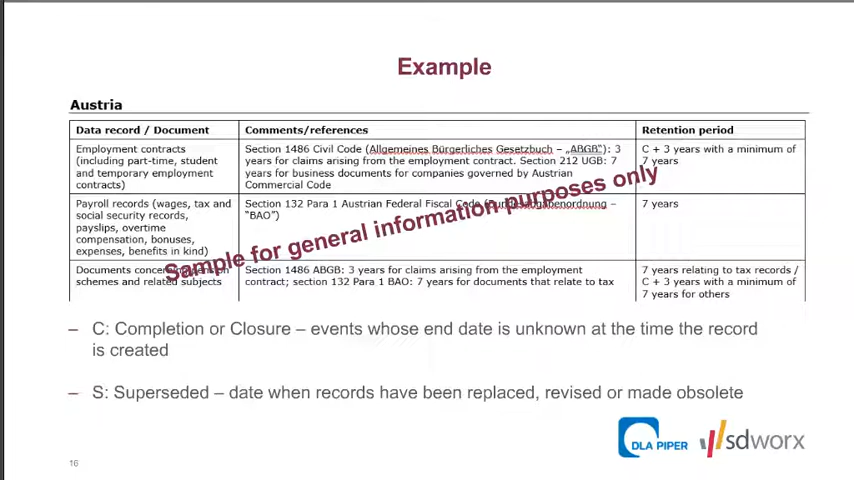 Example
Austria
Data record / Document
Comments/references
Retention period
Employment contracts
(including part-time, student
and temporary employment
contracts)
Section 1486 Civil Code (Allgemeines Bürgerliches Gesetzbuch – „ABGB“): 3
years for claims arising from the employment contract. Section 212 UGB: 7
years for business documents for companies governed by Austrian
Commercial Code
C + 3 years with a minimum of
7 years
Payroll records (wages, tax and
social security records,
payslips, overtime
compensation, bonuses,
expenses, benefits in kind)
Section 132 Para 1 Austrian Federal Fiscal Code (Bundesabgabenordnung –
"BAO")
7 years
Documents concerning pension
schemes and related subjects
Section 1486 ABGB: 3 years for claims arising from the employment
contract; section 132 Para 1 BAO: 7 years for documents that relate to tax
7 years relating to tax records /
C + 3 years with a minimum of
7 years for others
Sample for general information purposes only
– C: Completion or Closure – events whose end date is unknown at the time the record
is created
– S: Superseded – date when records have been replaced, revised or made obsolete
DLA PIPER
sdworx
16